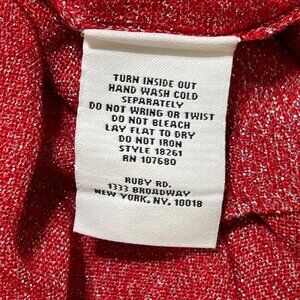 TURN INSIDE OUT
HAND WASH COLD
SEPARATELY
DO NOT WRING OR TWIST
DO NOT BLEACH
LAY FLAT TO DRY
DO NOT IRON
STYLE 18261
RN 107680
RUBY RD.
1333 BROADWAY
NEW YORK, NY. 10018